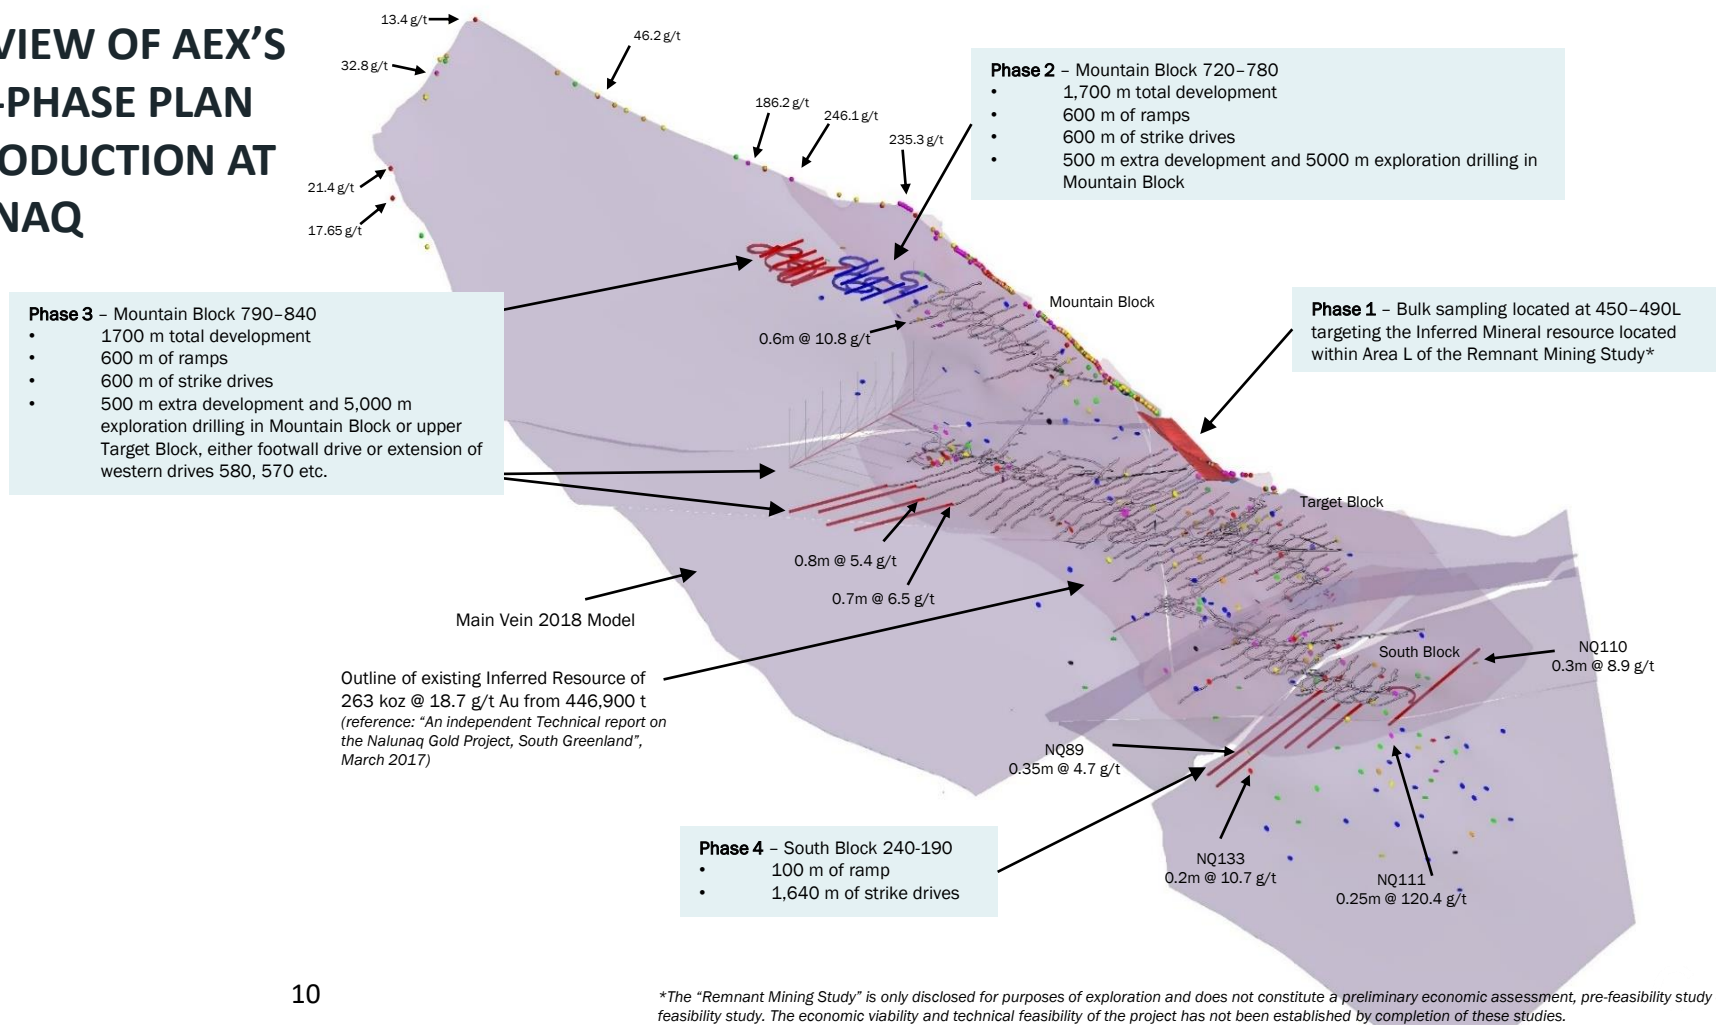 VIEW OF AEX'S
-PHASE PLAN
ODUCTION AT
NAQ
13.4 g/t
32.8 g/t
46.2 g/t
186.2 g/t
246.1 g/t
235.3 g/t
21.4 g/t
17.65 g/t
Phase 2 – Mountain Block 720–780
• 1,700 m total development
• 600 m of ramps
• 600 m of strike drives
• 500 m extra development and 5000 m exploration drilling in
Mountain Block
Phase 3 – Mountain Block 790–840
• 1700 m total development
• 600 m of ramps
• 600 m of strike drives
• 500 m extra development and 5,000 m
exploration drilling in Mountain Block or upper
Target Block, either footwall drive or extension of
western drives 580, 570 etc.
Mountain Block
0.6m @ 10.8 g/t
Phase 1 – Bulk sampling located at 450–490L
targeting the Inferred Mineral resource located
within Area L of the Remnant Mining Study*
Target Block
0.8m @ 5.4 g/t
0.7m @ 6.5 g/t
Main Vein 2018 Model
Outline of existing Inferred Resource of
263 koz @ 18.7 g/t Au from 446,900 t
(reference: "An independent Technical report on
the Nalunaq Gold Project, South Greenland",
March 2017)
South Block
NQ110
0.3m @ 8.9 g/t
NQ89
0.35m @ 4.7 g/t
Phase 4 – South Block 240-190
• 100 m of ramp
• 1,640 m of strike drives
NQ133
0.2m @ 10.7 g/t
NQ111
0.25m @ 120.4 g/t
10
*The "Remnant Mining Study" is only disclosed for purposes of exploration and does not constitute a preliminary economic assessment, pre-feasibility study
feasibility study. The economic viability and technical feasibility of the project has not been established by completion of these studies.